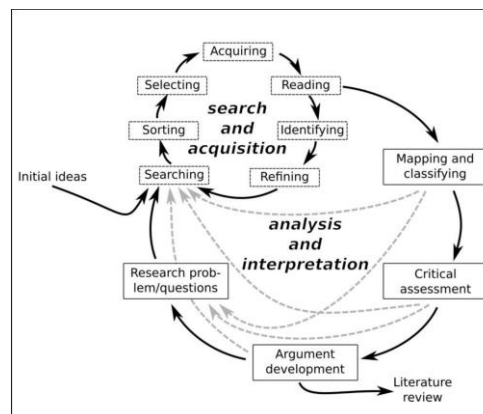 Acquiring
Selecting
Reading
search
and
acquisition
Sorting
Identifying
Searching
Refining
Initial ideas
Mapping and
classifying
analysis
and
interpretation
Research prob-
lem/questions
Critical
assessment
Argument
development
Literature
review